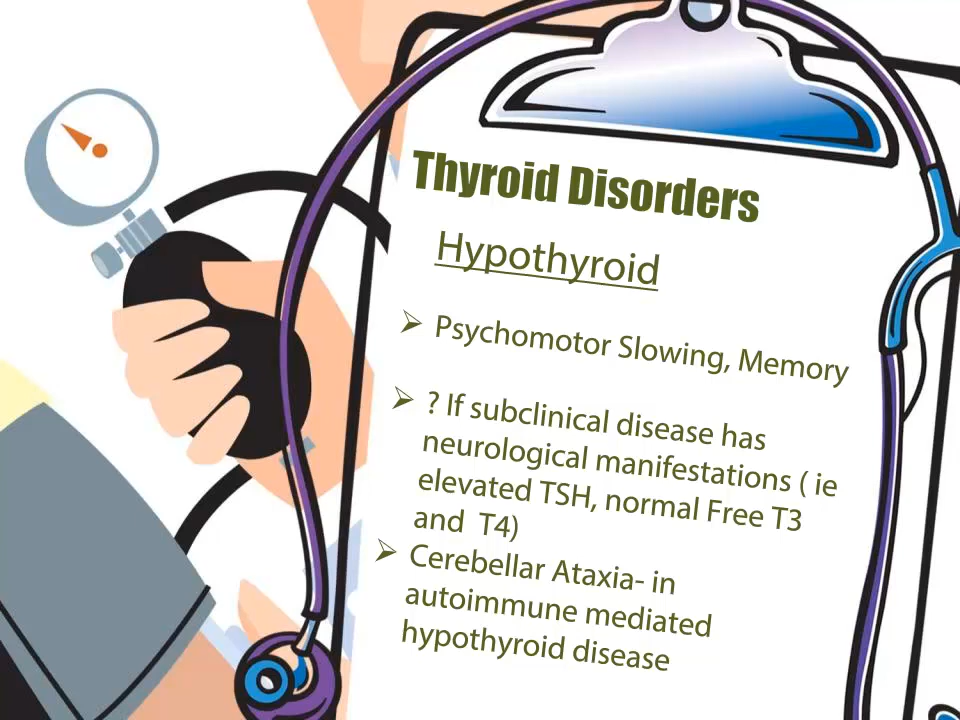 Thyroid Disorders
Hypothyroid
➢ Psychomotor Slowing, Memory
➢ ? If subclinical disease has
neurological manifestations ( ie
elevated TSH, normal Free T3
and T4)
➢ Cerebellar Ataxia- in
autoimmune mediated
hypothyroid disease